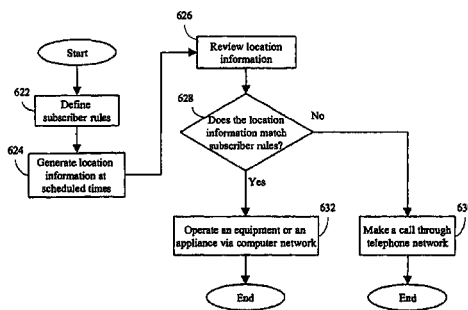 Start
622
Define
subscriber rules
624
Generate location
information at
scheduled times
626
Review location
information
628
Does the location
information match
subscriber rules?
No
Yes
632
Operate an equipment or an
appliance via computer network
63
Make a call through
telephone network
End
End